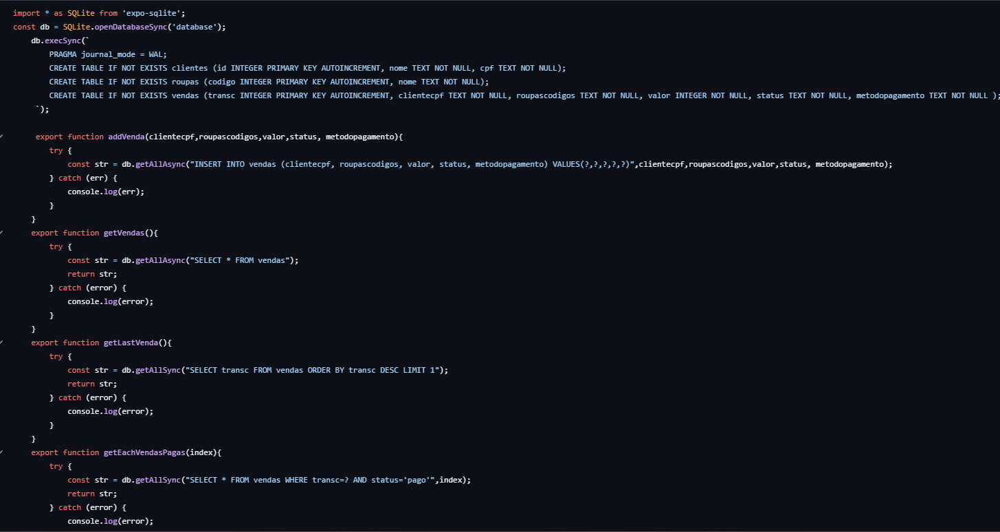 import * as SQLite from 'expo-sqlite';
const db = SQLite.openDatabaseSync('database');
db.execSync(`
PRAGMA journal_mode = WAL;
CREATE TABLE IF NOT EXISTS clientes (id INTEGER PRIMARY KEY AUTOINCREMENT, nome TEXT NOT NULL, cpf TEXT NOT NULL);
CREATE TABLE IF NOT EXISTS roupas (codigo INTEGER PRIMARY KEY AUTOINCREMENT, nome TEXT NOT NULL);
CREATE TABLE IF NOT EXISTS vendas (transc INTEGER PRIMARY KEY AUTOINCREMENT, clientecpf TEXT NOT NULL, roupascodigos TEXT NOT NULL, valor INTEGER NOT NULL, status TEXT NOT NULL, metodopagamento TEXT NOT NULL );
`);
export function addVenda(clientecpf,roupascodigos,valor,status, metodopagamento){
try {
const str = db.getAllAsync("INSERT INTO vendas (clientecpf, roupascodigos, valor, status, metodopagamento) VALUES(?,?,?,?,?)",clientecpf,roupascodigos,valor,status, metodopagamento);
} catch (err) {
console.log(err);
}
}
export function getVendas(){
try {
const str = db.getAllAsync("SELECT * FROM vendas");
return str;
} catch (error) {
console.log(error);
}
}
export function getLastVenda(){
try {
const str = db.getAllSync("SELECT transc FROM vendas ORDER BY transc DESC LIMIT 1");
return str;
} catch (error) {
console.log(error);
}
}
export function getEachVendasPagas(index){
try {
const str = db.getAllSync("SELECT * FROM vendas WHERE transc=? AND status='pago'",index);
return str;
} catch (error) {
console.log(error);